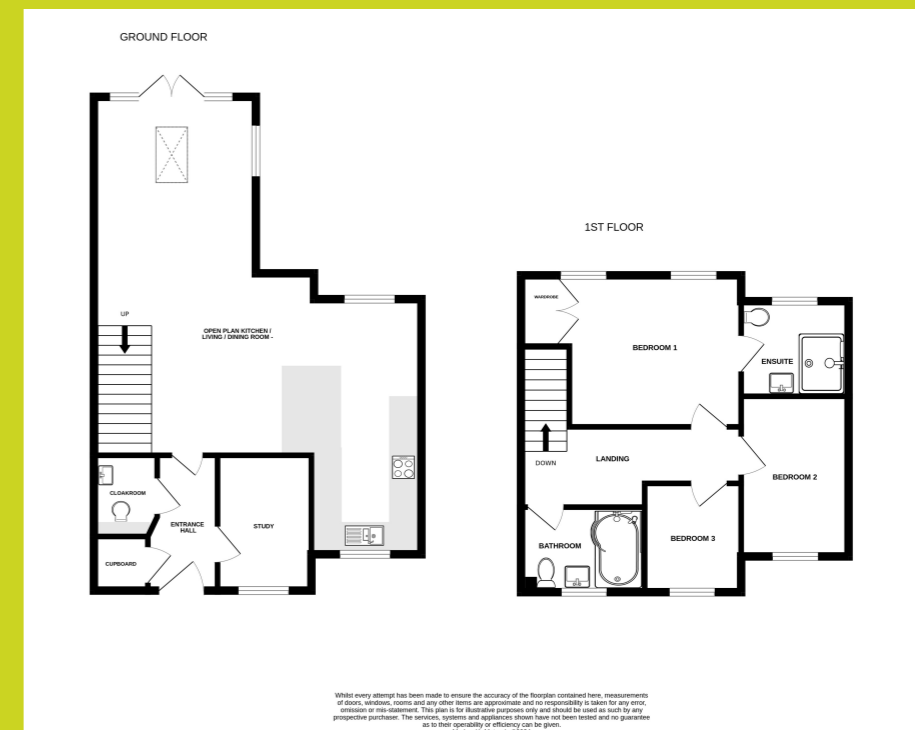 GROUND FLOOR
UP
OPEN PLAN KITCHEN /
LIVING / DINING ROOM -
CLOAKROOM
ENTRANCE
HALL
STUDY
CUPBOARD
1ST FLOOR
WARDROBE
BEDROOM 1
ENSUITE
DOWN
LANDING
BEDROOM 2
BEDROOM 3
BATHROOM
Whilst every attempt has been made to ensure the accuracy of the floorplan contained here, measurements
of doors, windows, rooms and any other items are approximate and no responsibility is taken for any error,
omission or mis-statement. This plan is for illustrative purposes only and should be used as such by any
prospective purchaser. The services, systems and appliances shown have not been tested and no guarantee
as to their operability or efficiency can be given.